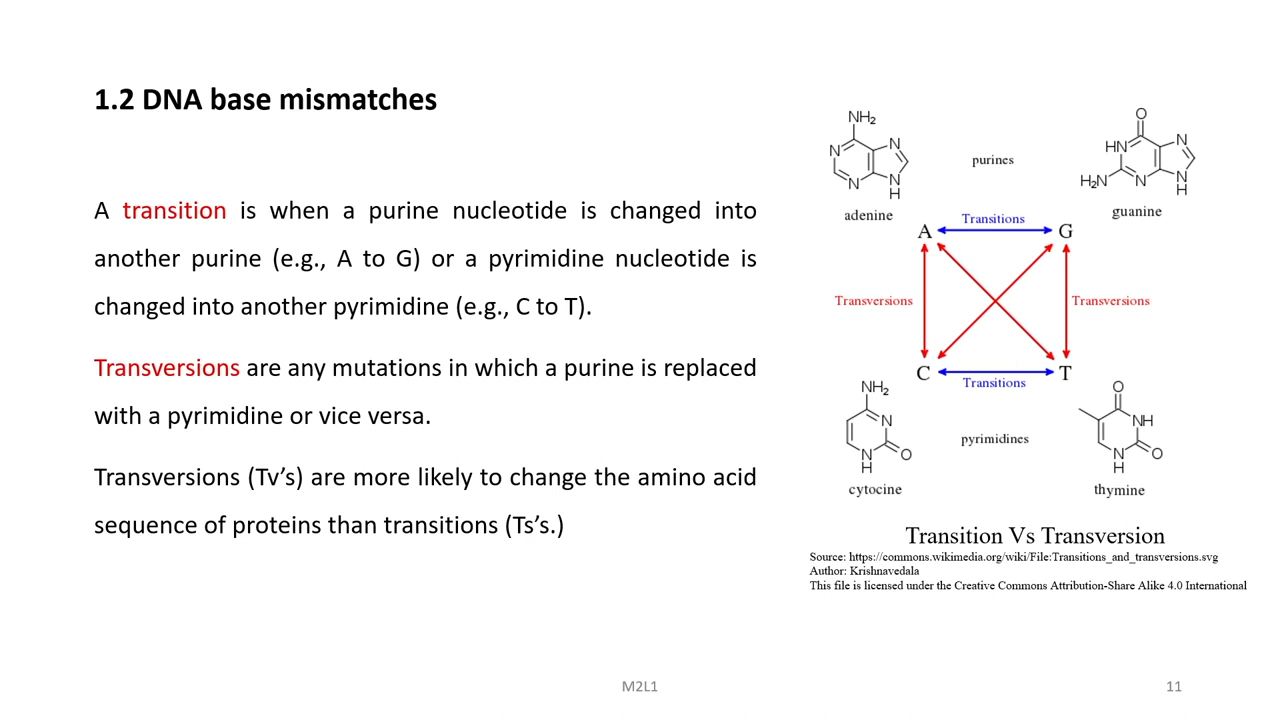 1.2 DNA base mismatches
A transition is when a purine nucleotide is changed into
another purine (e.g., A to G) or a pyrimidine nucleotide is
changed into another pyrimidine (e.g., C to T).
Transversions are any mutations in which a purine is replaced
with a pyrimidine or vice versa.
Transversions (Tv’s) are more likely to change the amino acid
sequence of proteins than transitions (Ts’s.)
NH2
N
N
N
N
H
adenine
purines
O
HN
N
H2N
N
N
H
guanine
A
Transitions
G
Transversions
Transversions
C
Transitions
T
NH2
N
N
H
O
cytocine
pyrimidines
O
NH
N
H
O
thymine
Transition Vs Transversion
Source: https://commons.wikimedia.org/wiki/File:Transitions_and_transversions.svg
Author: Krishnavedala
This file is licensed under the Creative Commons Attribution-Share Alike 4.0 International
M2L1
11